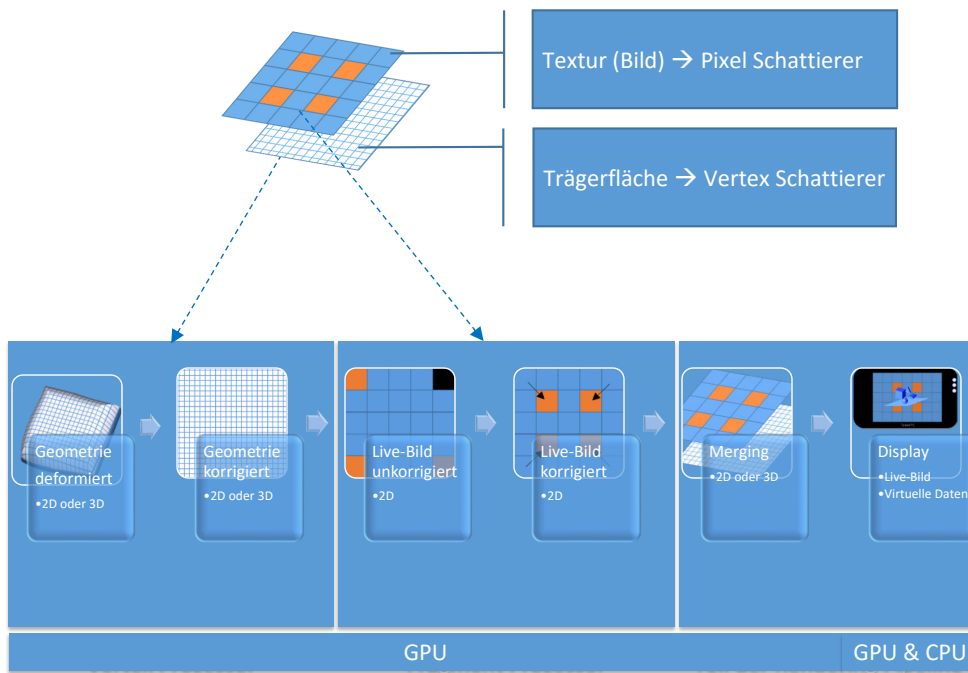 Textur (Bild) → Pixel Schattierer
Trägerfläche → Vertex Schattierer
Geometrie
deformiert
•2D oder 3D
Geometrie
korrigiert
•2D oder 3D
Live-Bild
unkorrigiert
•2D
Live-Bild
korrigiert
•2D
Merging
•2D oder 3D
Display
•Live-Bild
•Virtuelle Daten
GPU
GPU & CPU